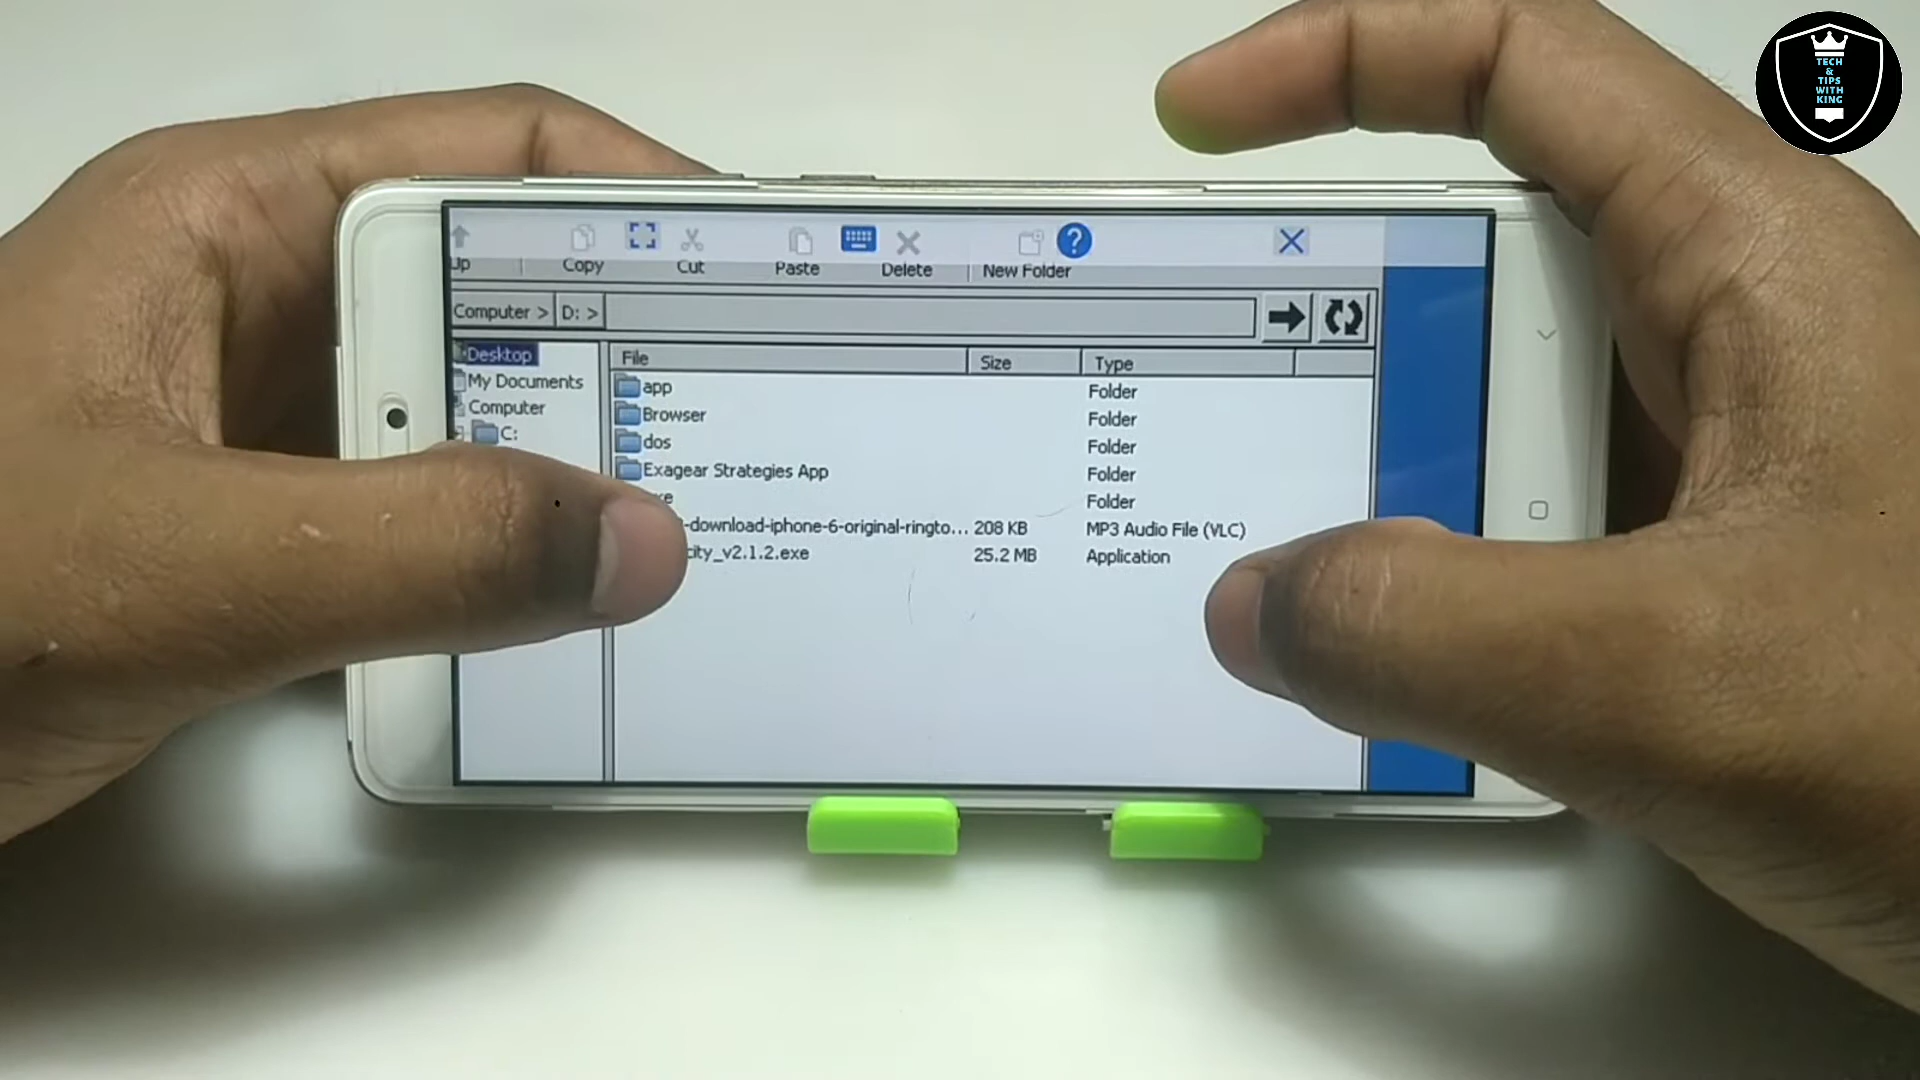 TECH
&
TIPS
WITH
KING
Up Copy Cut Paste Delete New Folder
?
Computer > D: >
Desktop
My Documents
Computer
C:
File Size Type
app Folder
Browser Folder
dos Folder
Exagear Strategies App Folder
Folder
-download-iphone-6-original-ringto... 208 KB MP3 Audio File (VLC)
city_v2.1.2.exe 25.2 MB Application